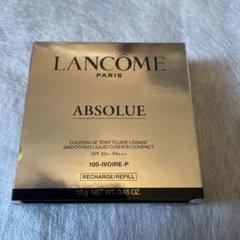 LANCÔME
PARIS
ABSOLUE
COUSSIN DE TEINT FLUIDE LISSANT
SMOOTHING LIQUID CUSHION COMPACT
SPF 50+ · PA+++
100-IVOIRE-P
RECHARGE/REFILL
13 g NET WT. 0.45 OZ.